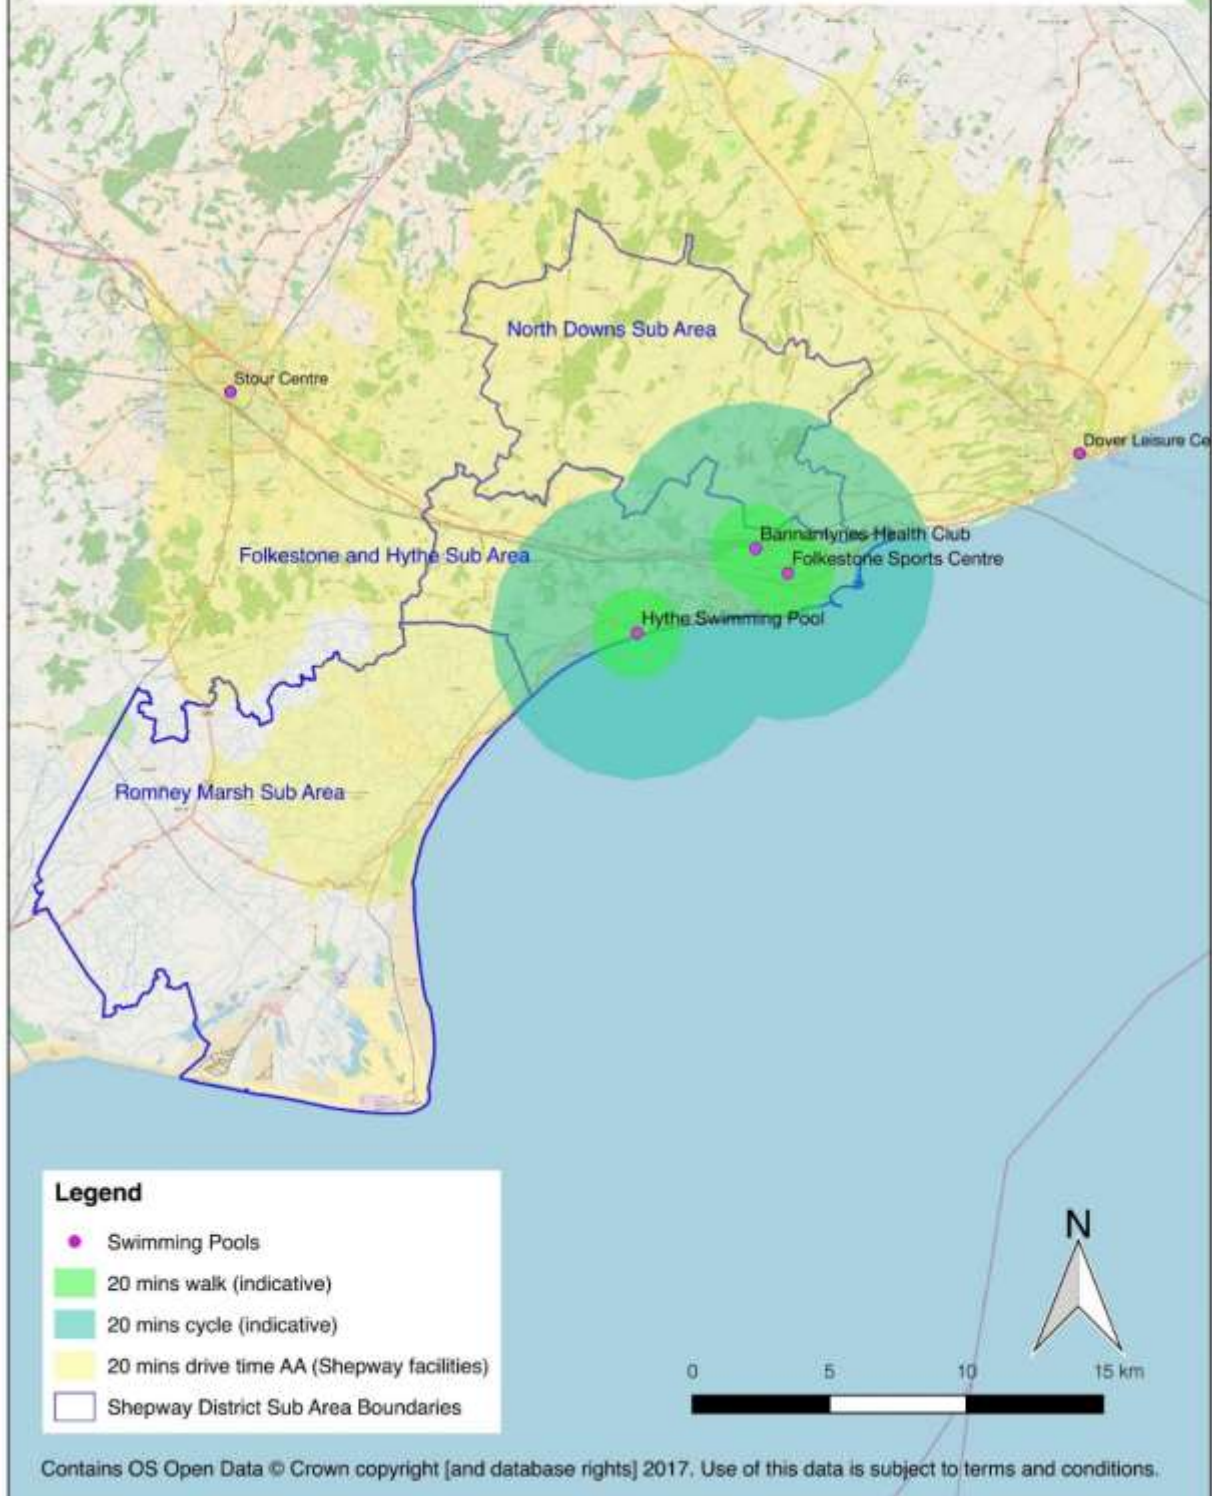 North Downs Sub Area
Stour Centre
Dover Leisure Ce
Bannantynes Health Club
Folkestone and Hythe Sub Area
Folkestone Sports Centre
Hythe Swimming Pool
Romney Marsh Sub Area
Legend
Swimming Pools
20 mins walk (indicative)
20 mins cycle (indicative)
20 mins drive time AA (Shepway facilities)
Shepway District Sub Area Boundaries
N
0 5 10 15 km
Contains OS Open Data © Crown copyright [and database rights] 2017. Use of this data is subject to terms and conditions.